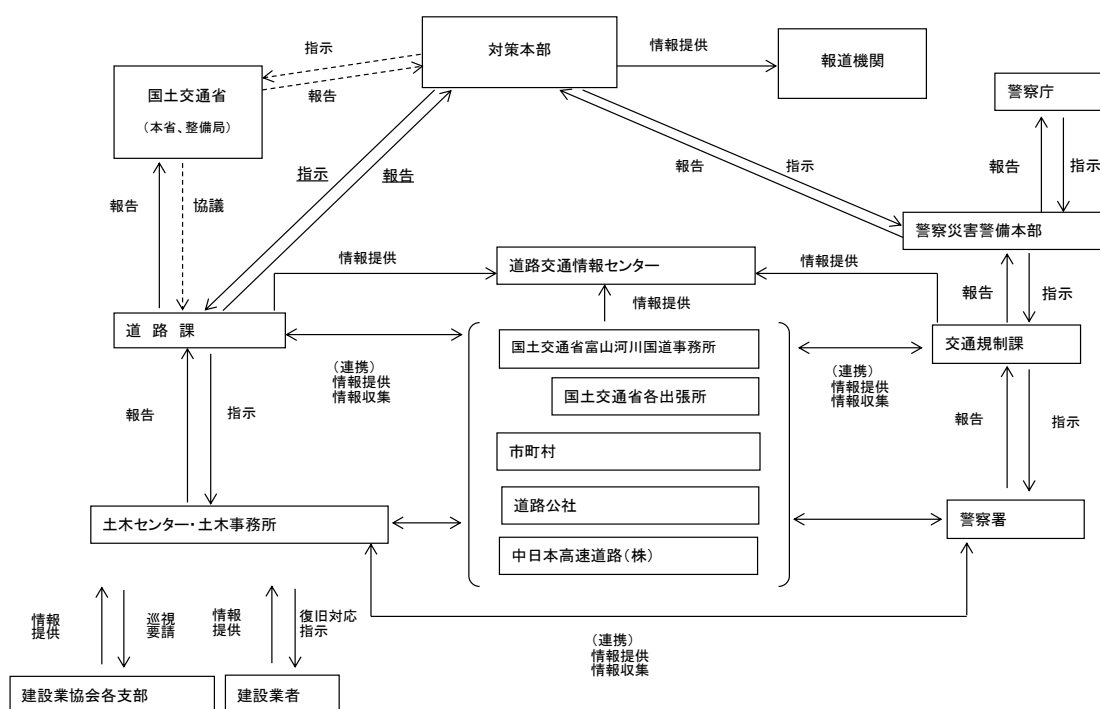 対策本部
指示
情報提供
報道機関
国土交通省
（本省、整備局）
報告
警察庁
指示
報告
報告
指示
報告
指示
報告
協議
警察災害警備本部
情報提供
道路交通情報センター
情報提供
情報提供
報告
指示
道 路 課
国土交通省富山河川国道事務所
交通規制課
（連携）
情報提供
情報収集
（連携）
情報提供
情報収集
国土交通省各出張所
報告
指示
報告
指示
市町村
道路公社
土木センター・土木事務所
警察署
中日本高速道路（株）
情報
提供
巡視
要請
情報
提供
復旧対応
指示
（連携）
情報提供
情報収集
建設業協会各支部
建設業者